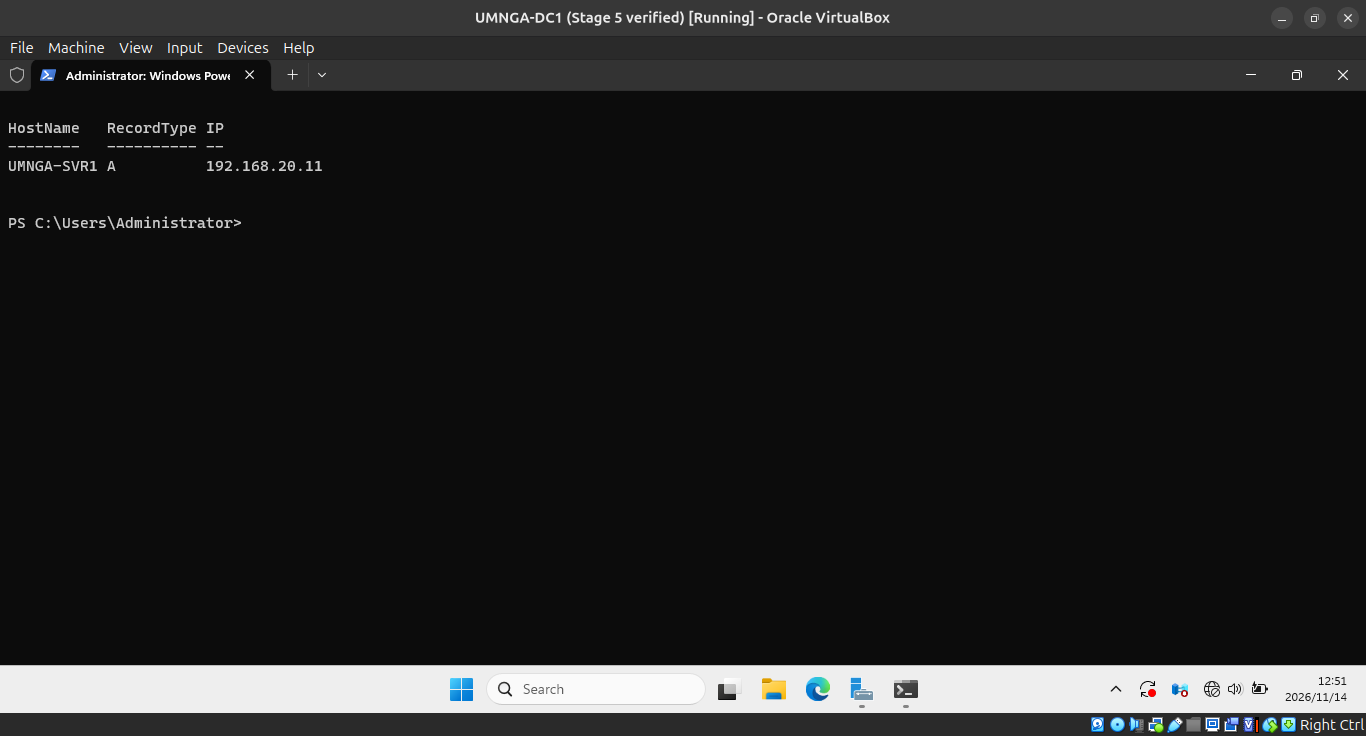 UMNGA-DC1 (Stage 5 verified) [Running] - Oracle VirtualBox
File Machine View Input Devices Help
Administrator: Windows Powe
HostName RecordType IP
-------- ---------- --
UMNGA-SVR1 A 192.168.20.11
PS C:\Users\Administrator>
Search
12:51
2026/11/14
Right Ctrl